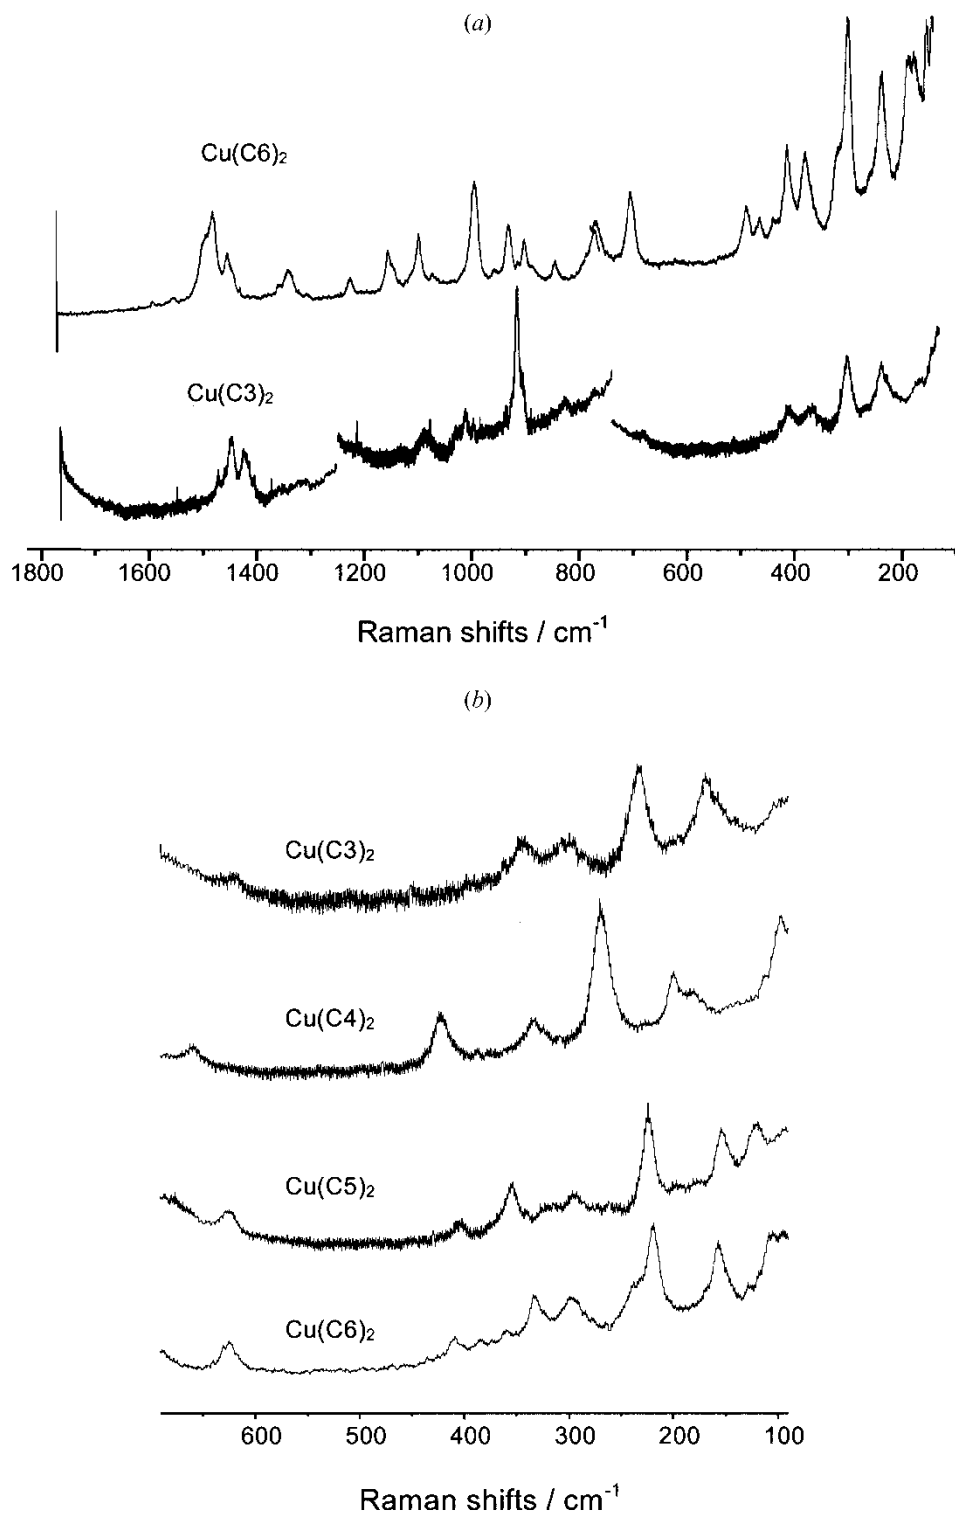 (a)
Cu(C6)₂
Cu(C3)₂
1800 1600 1400 1200 1000 800 600 400 200
Raman shifts / cm⁻¹
(b)
Cu(C3)₂
Cu(C4)₂
Cu(C5)₂
Cu(C6)₂
600 500 400 300 200 100
Raman shifts / cm⁻¹